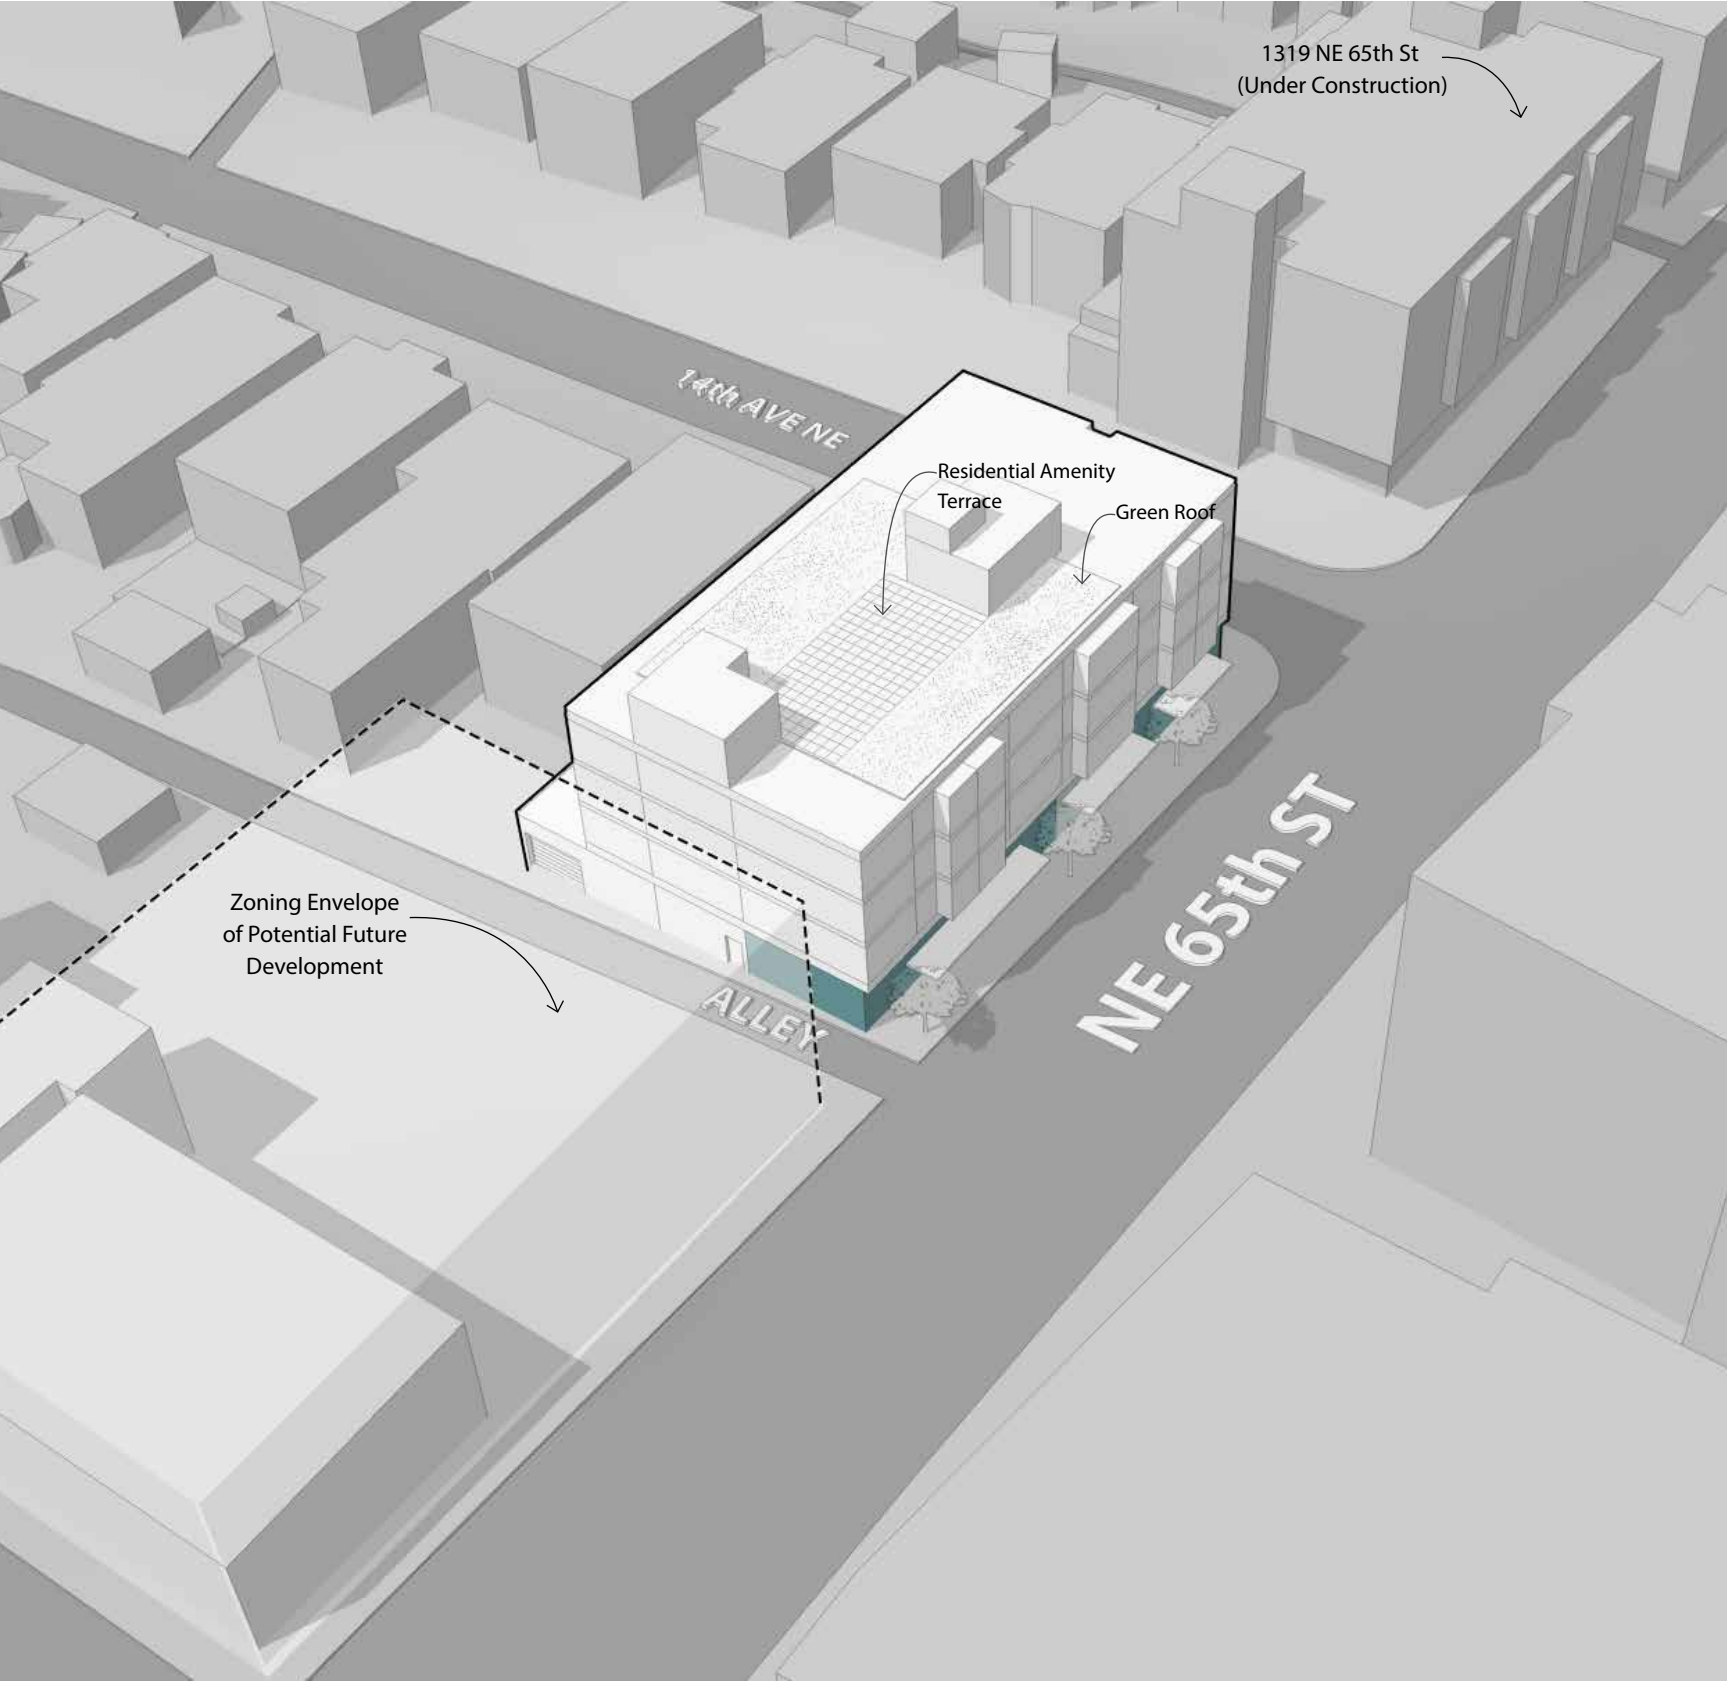 1319 NE 65th St
(Under Construction)
14th AVE NE
Residential Amenity
Terrace
Green Roof
NE 65th ST
Zoning Envelope
of Potential Future
Development
ALLEY